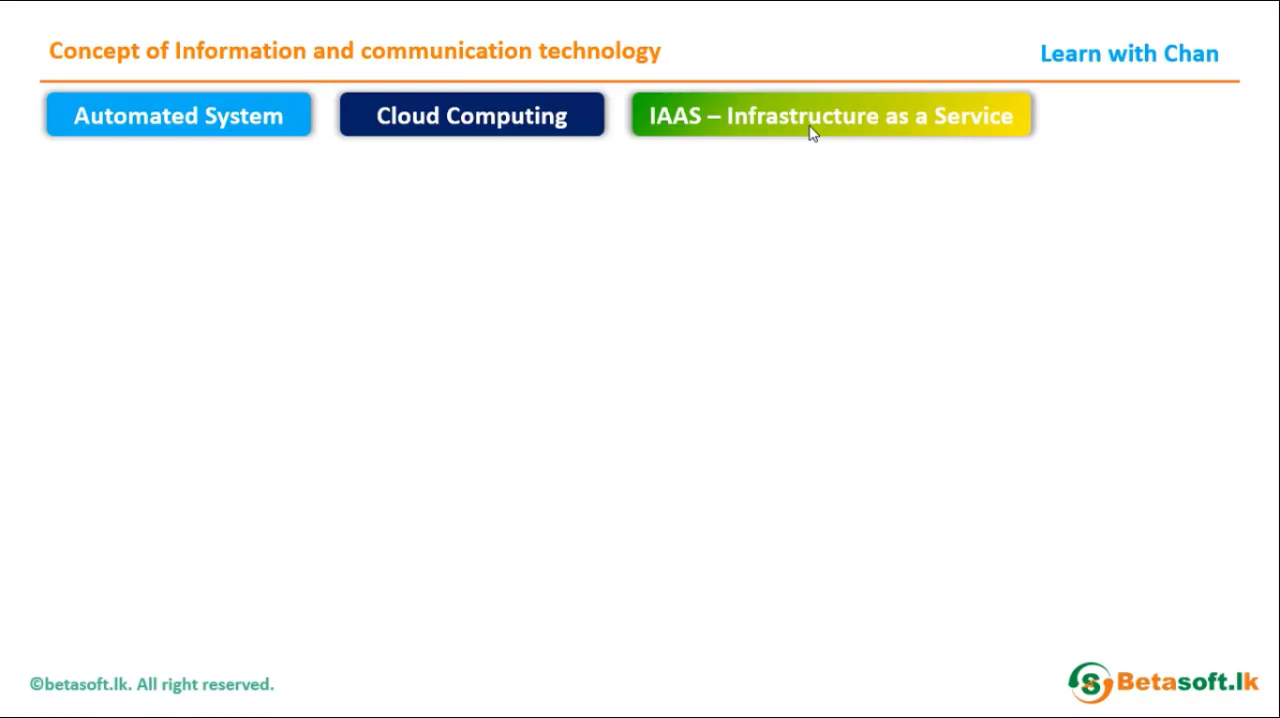 Concept of Information and communication technology
Learn with Chan
Automated System
Cloud Computing
IAAS – Infrastructure as a Service
©betasoft.lk. All right reserved.
Betasoft.lk